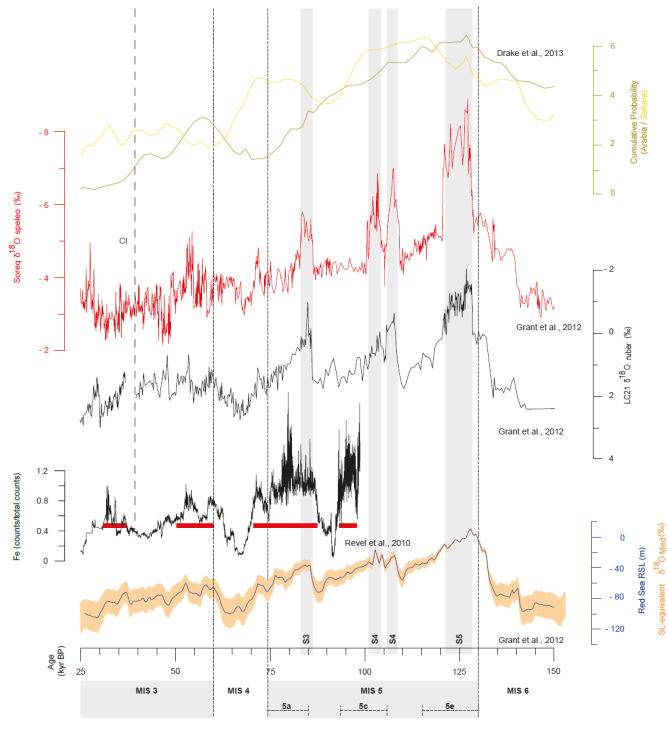 Drake et al., 2013
6
4
2
0
Cumulative Probability
(Arabia / Sahara)
- 8
- 6
- 4
- 2
Soreq δ18O speleo (‰)
CI
Grant et al., 2012
– 2
0
2
4
LC21 δ18O ruber (‰)
Grant et al., 2012
1.2
0.8
0.4
0
Fe (counts/total counts)
Revel et al., 2010
0
- 40
- 80
- 120
Red Sea RSL (m)
SL-equivalent δ18O Med(‰)
Grant et al., 2012
S3 S4 S4 S5
Age
(kyr BP)
25 50 75 100 125 150
MIS 3 MIS 4 MIS 5 MIS 6
5a 5c 5e